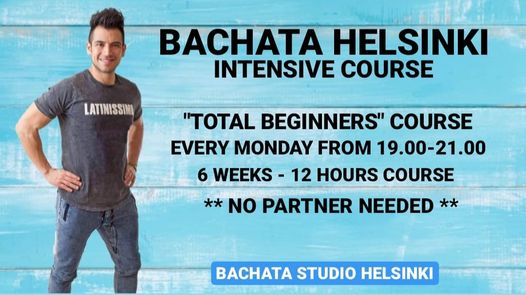 BACHATA HELSINKI
INTENSIVE COURSE
LATINISSIMO
"TOTAL BEGINNERS" COURSE
EVERY MONDAY FROM 19.00-21.00
6 WEEKS - 12 HOURS COURSE
** NO PARTNER NEEDED **
BACHATA STUDIO HELSINKI